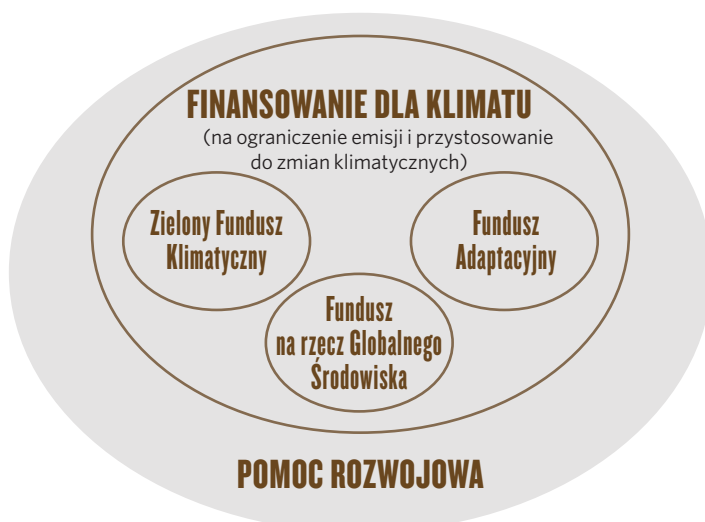 FINANSOWANIE DLA KLIMATU
(na ograniczenie emisji i przystosowanie
do zmian klimatycznych)
Zielony Fundusz
Klimatyczny
Fundusz
Adaptacyjny
Fundusz
na rzecz Globalnego
Środowiska
POMOC ROZWOJOWA